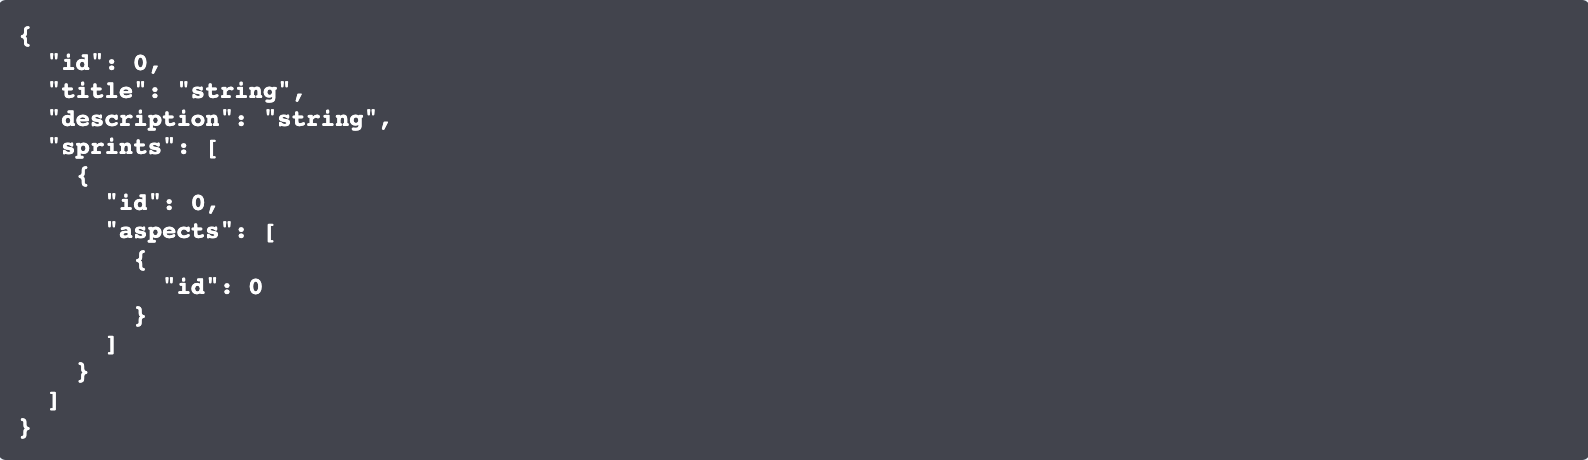 {
  "id": 0,
  "title": "string",
  "description": "string",
  "sprints": [
    {
      "id": 0,
      "aspects": [
        {
          "id": 0
        }
      ]
    }
  ]
}